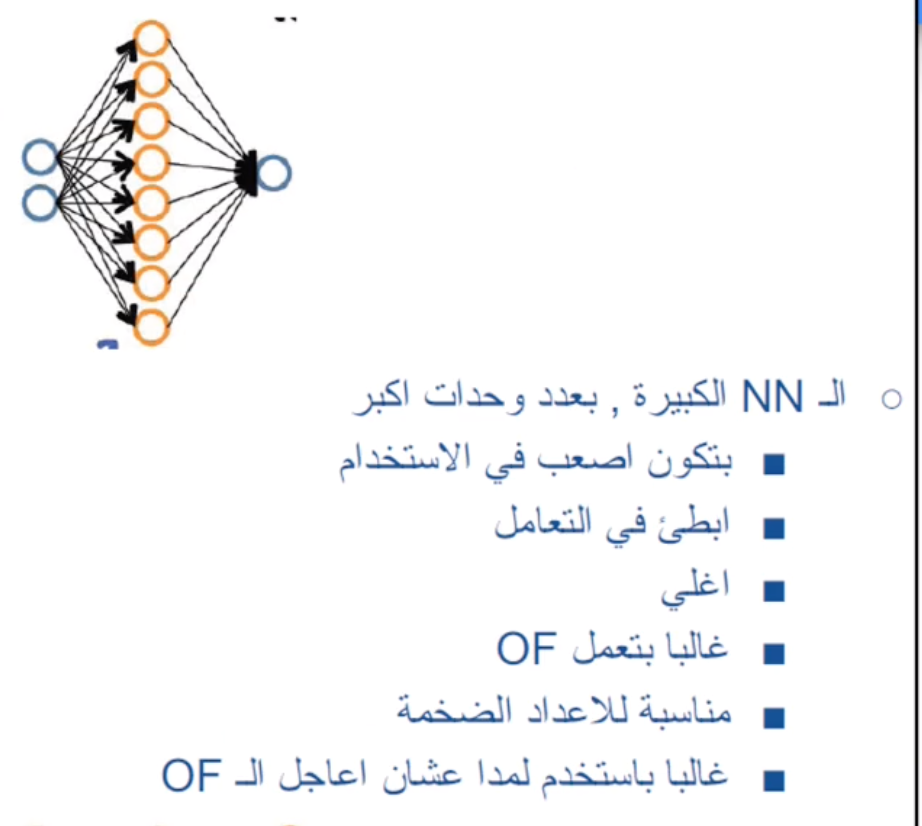 الـ NN الكبيرة , بعدد وحدات اكبر
بتكون اصعب في الاستخدام
ابطئ في التعامل
اغلي
غالبا بتعمل OF
مناسبة للاعداد الضخمة
غالبا باستخدم لمدا عشان اعاجل الـ OF